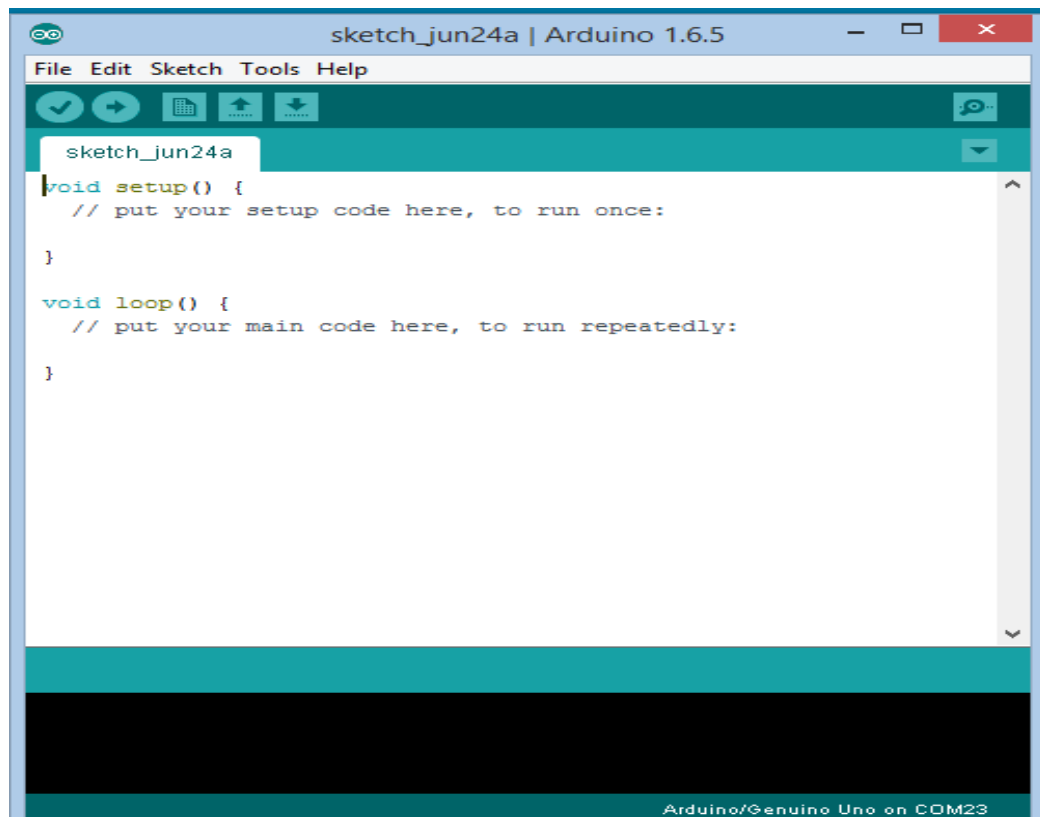 sketch_jun24a | Arduino 1.6.5
File Edit Sketch Tools Help
sketch_jun24a
void setup() {
  // put your setup code here, to run once:
}
void loop() {
  // put your main code here, to run repeatedly:
}
Arduino/Genuino Uno on COM23